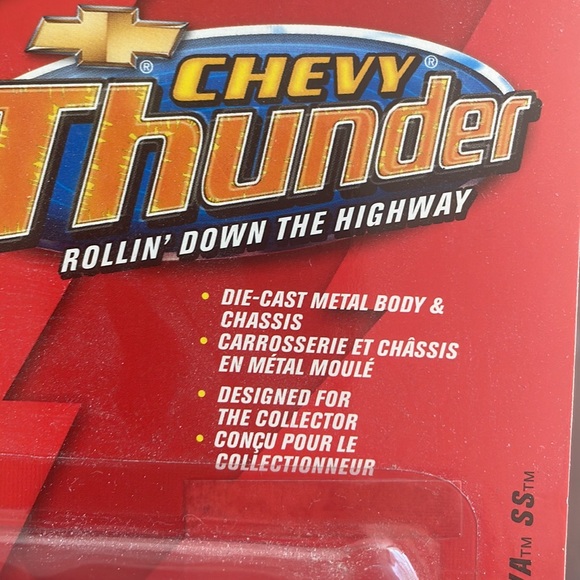 CHEVY®
Thunder
ROLLIN' DOWN THE HIGHWAY
• DIE-CAST METAL BODY &
CHASSIS
• CARROSSERIE ET CHÂSSIS
EN MÉTAL MOULÉ
• DESIGNED FOR
THE COLLECTOR
• CONÇU POUR LE
COLLECTIONNEUR
SS™